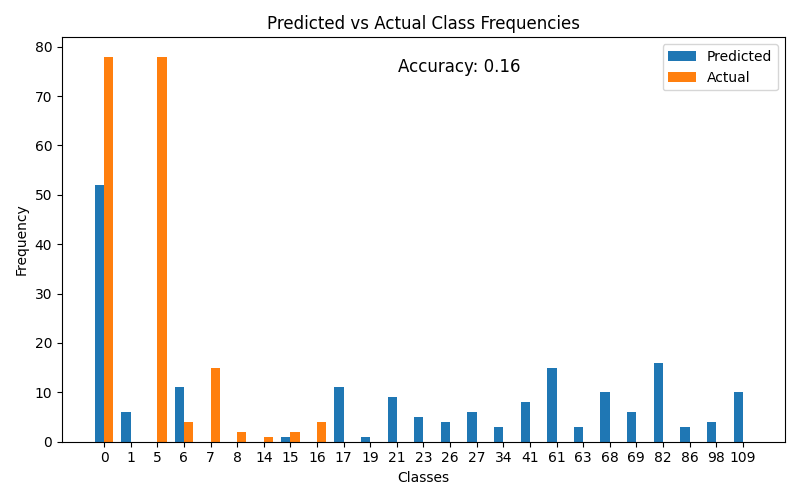 Predicted vs Actual Class Frequencies
Accuracy: 0.16
Predicted
Actual
80
70
60
50
40
30
20
10
0
Frequency
0 1 5 6 7 8 14 15 16 17 19 21 23 26 27 34 41 61 63 68 69 82 86 98 109
Classes